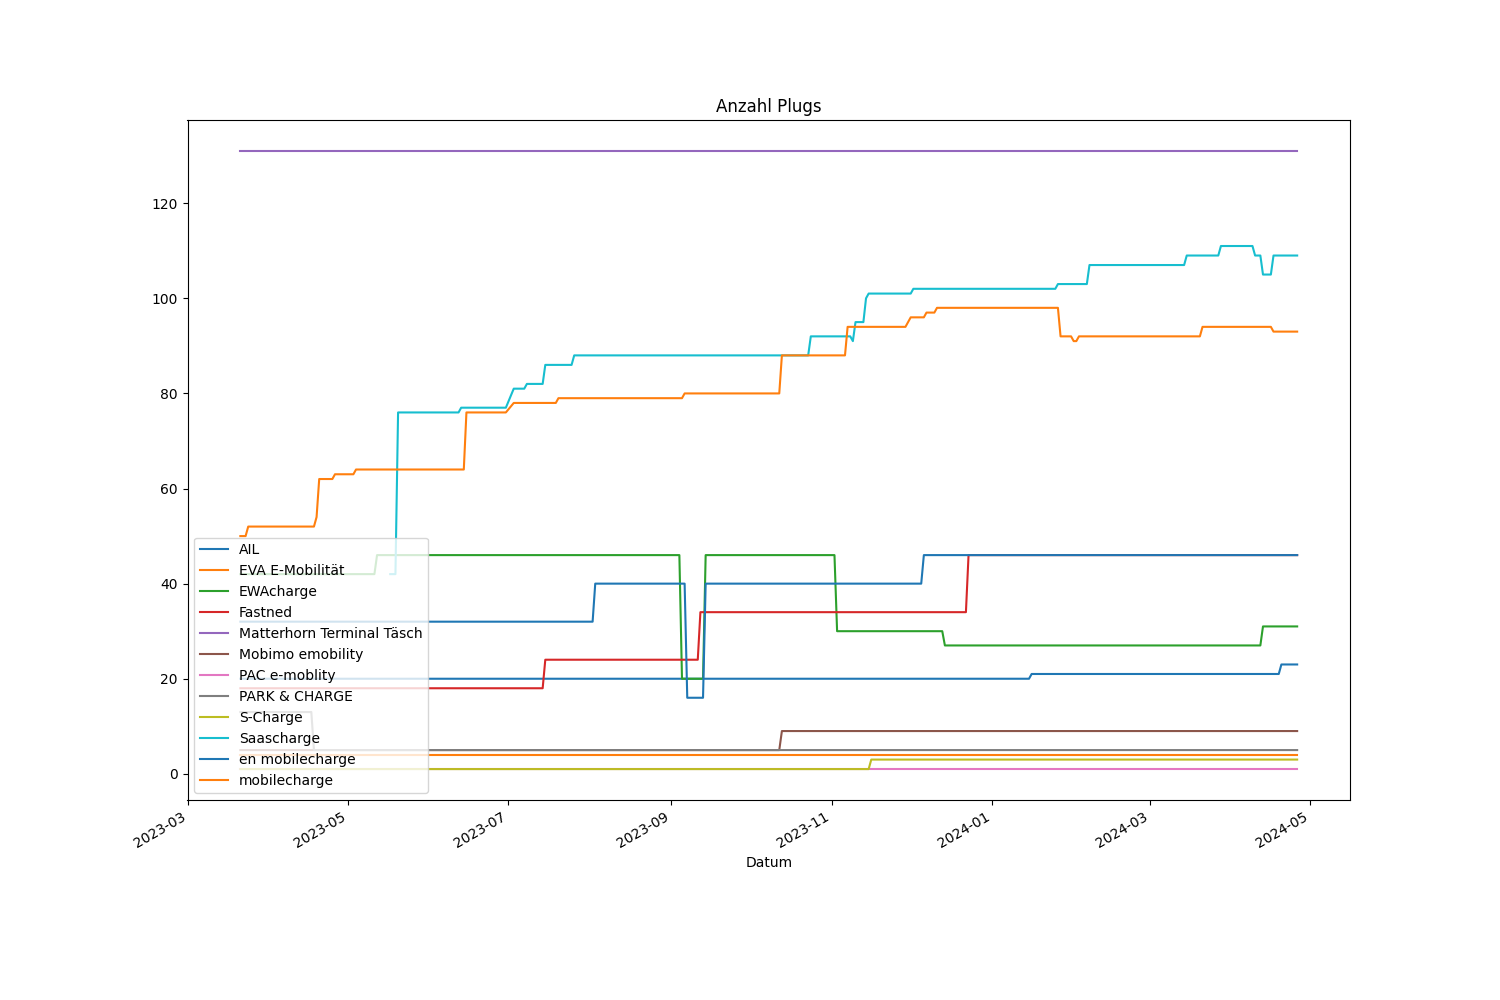 Anzahl Plugs
120
100
80
60
40
20
0
AIL
EVA E-Mobilität
EWAcharge
Fastned
Matterhorn Terminal Täsch
Mobimo emobility
PAC e-moblity
PARK & CHARGE
S-Charge
Saascharge
en mobilecharge
mobilecharge
2023-03
2023-05
2023-07
2023-09
2023-11
2024-01
2024-03
2024-05
Datum